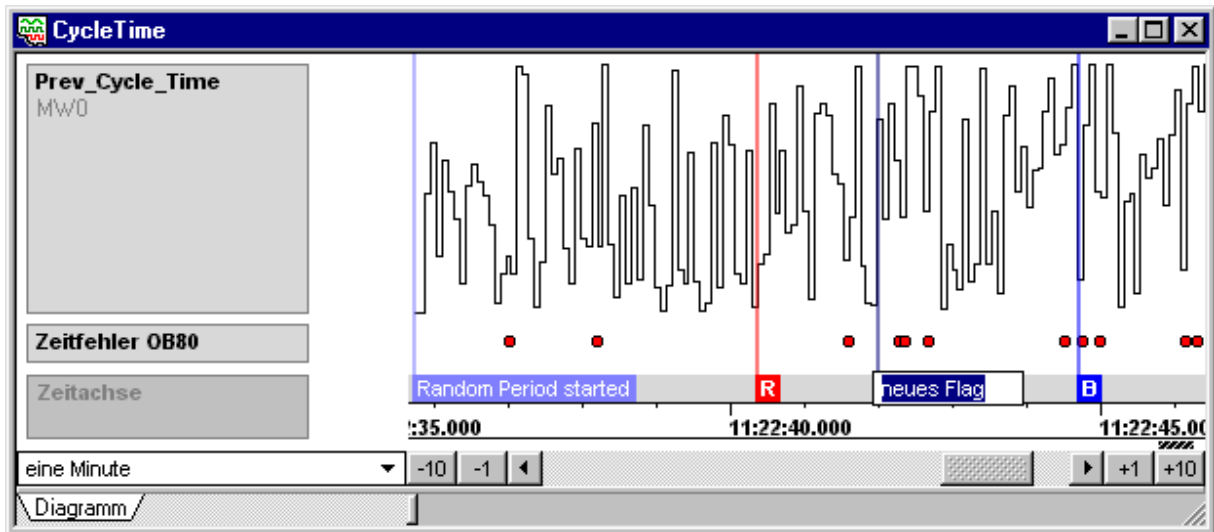 CycleTime
Prev_Cycle_Time
MW0
Zeitfehler OB80
Zeitachse
Random Period started R neues Flag B
:35.000 11:22:40.000 11:22:45.00
eine Minute -10 -1 +1 +10
Diagramm